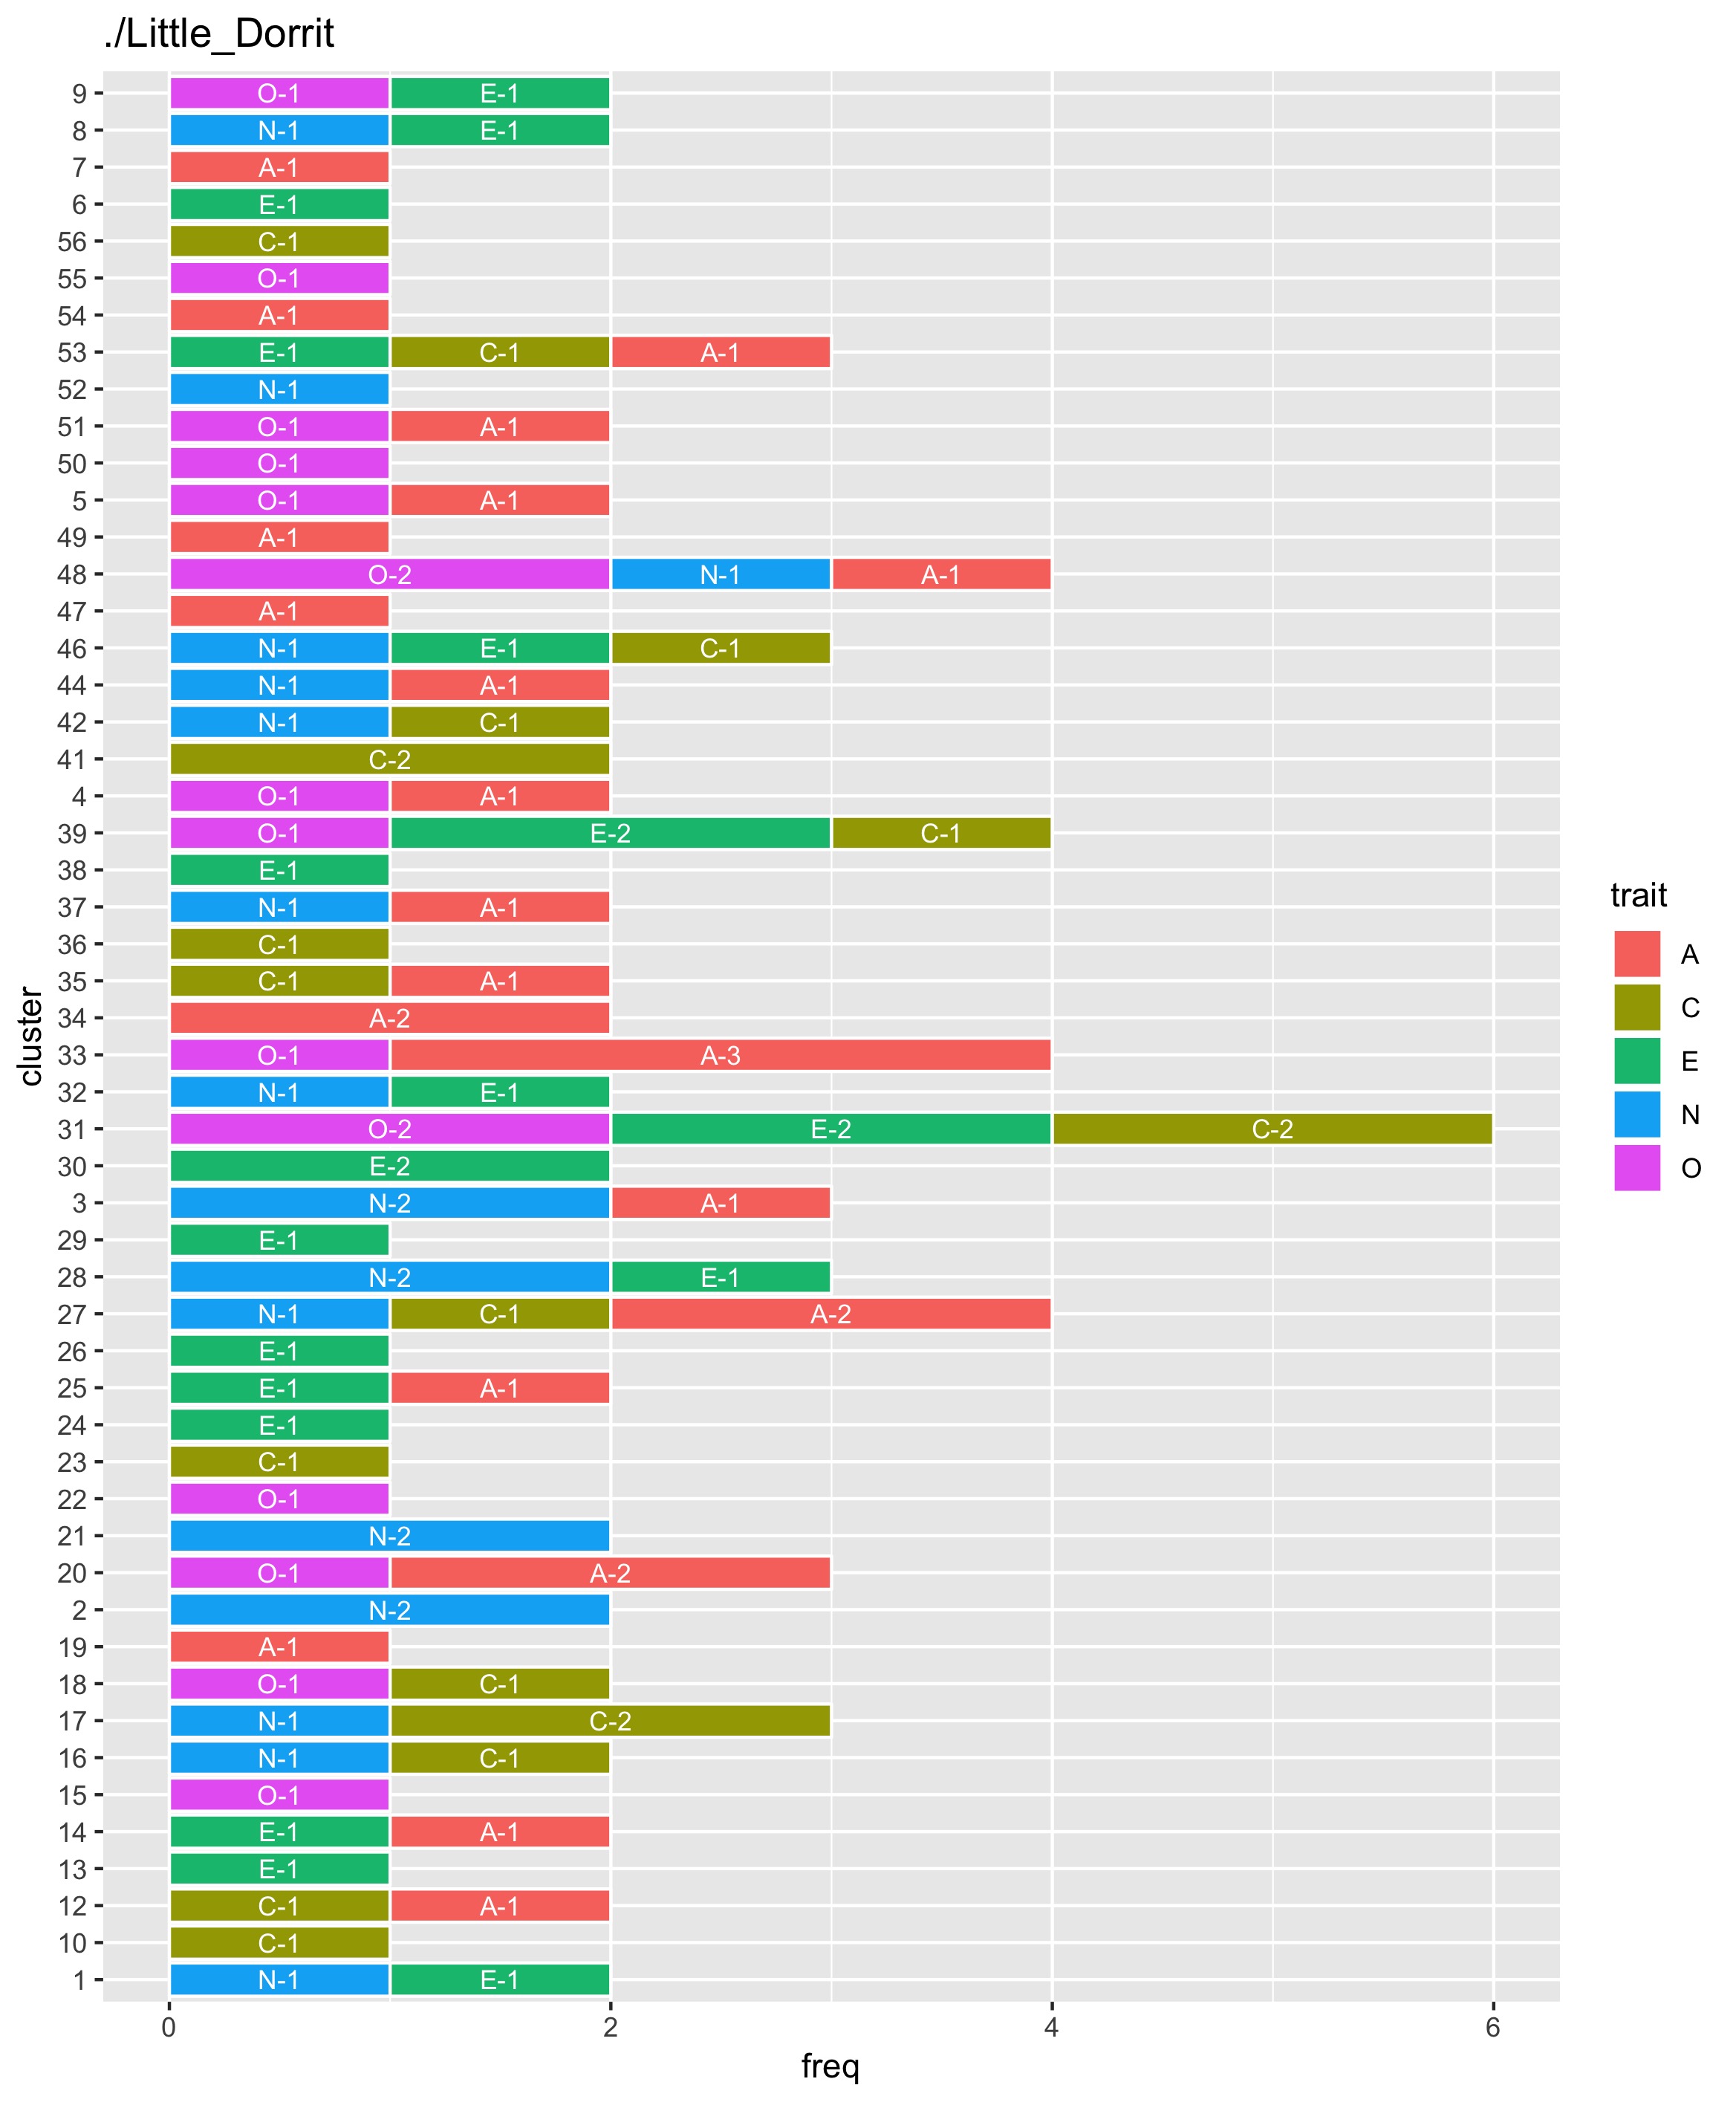 ./Little_Dorrit
9 O-1 E-1
8 N-1 E-1
7 A-1
6 E-1
56 C-1
55 O-1
54 A-1
53 E-1 C-1 A-1
52 N-1
51 O-1 A-1
50 O-1
5 O-1 A-1
49 A-1
48 O-2 N-1 A-1
47 A-1
46 N-1 E-1 C-1
44 N-1 A-1
42 N-1 C-1
41 C-2
4 O-1 A-1
39 O-1 E-2 C-1
38 E-1
37 N-1 A-1
36 C-1
35 C-1 A-1
34 A-2
33 O-1 A-3
32 N-1 E-1
31 O-2 E-2 C-2
30 E-2
3 N-2 A-1
29 E-1
28 N-2 E-1
27 N-1 C-1 A-2
26 E-1
25 E-1 A-1
24 E-1
23 C-1
22 O-1
21 N-2
20 O-1 A-2
2 N-2
19 A-1
18 O-1 C-1
17 N-1 C-2
16 N-1 C-1
15 O-1
14 E-1 A-1
13 E-1
12 C-1 A-1
10 C-1
1 N-1 E-1
0 2 4 6
freq
cluster
trait
A
C
E
N
O